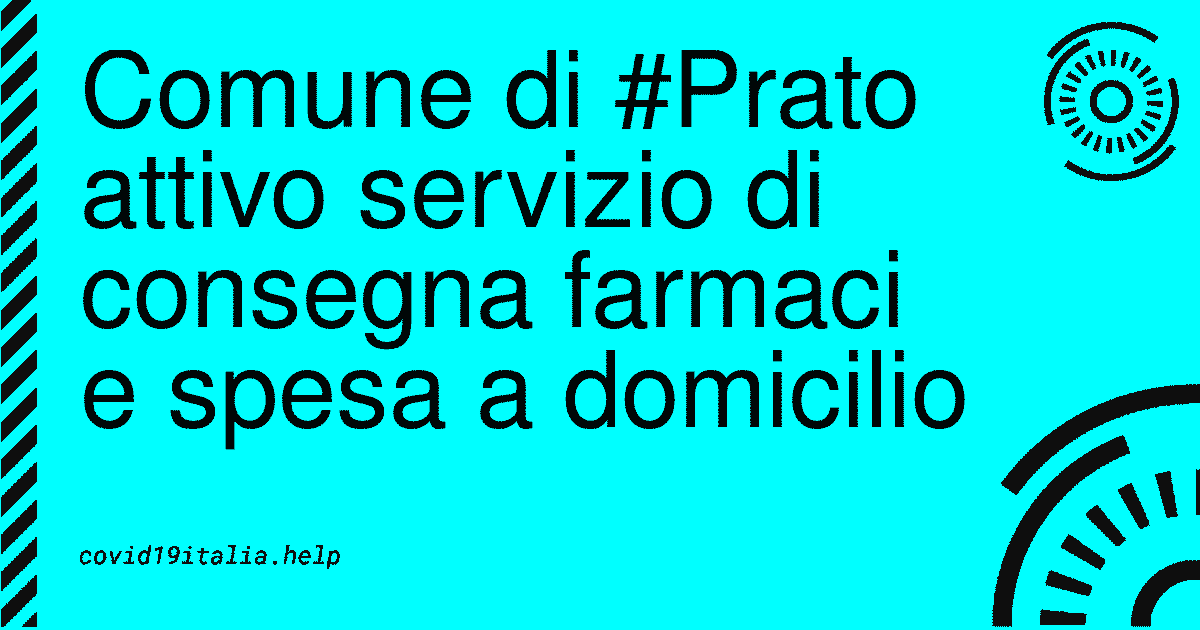 Comune di #Prato
attivo servizio di
consegna farmaci
e spesa a domicilio
covid19italia.help